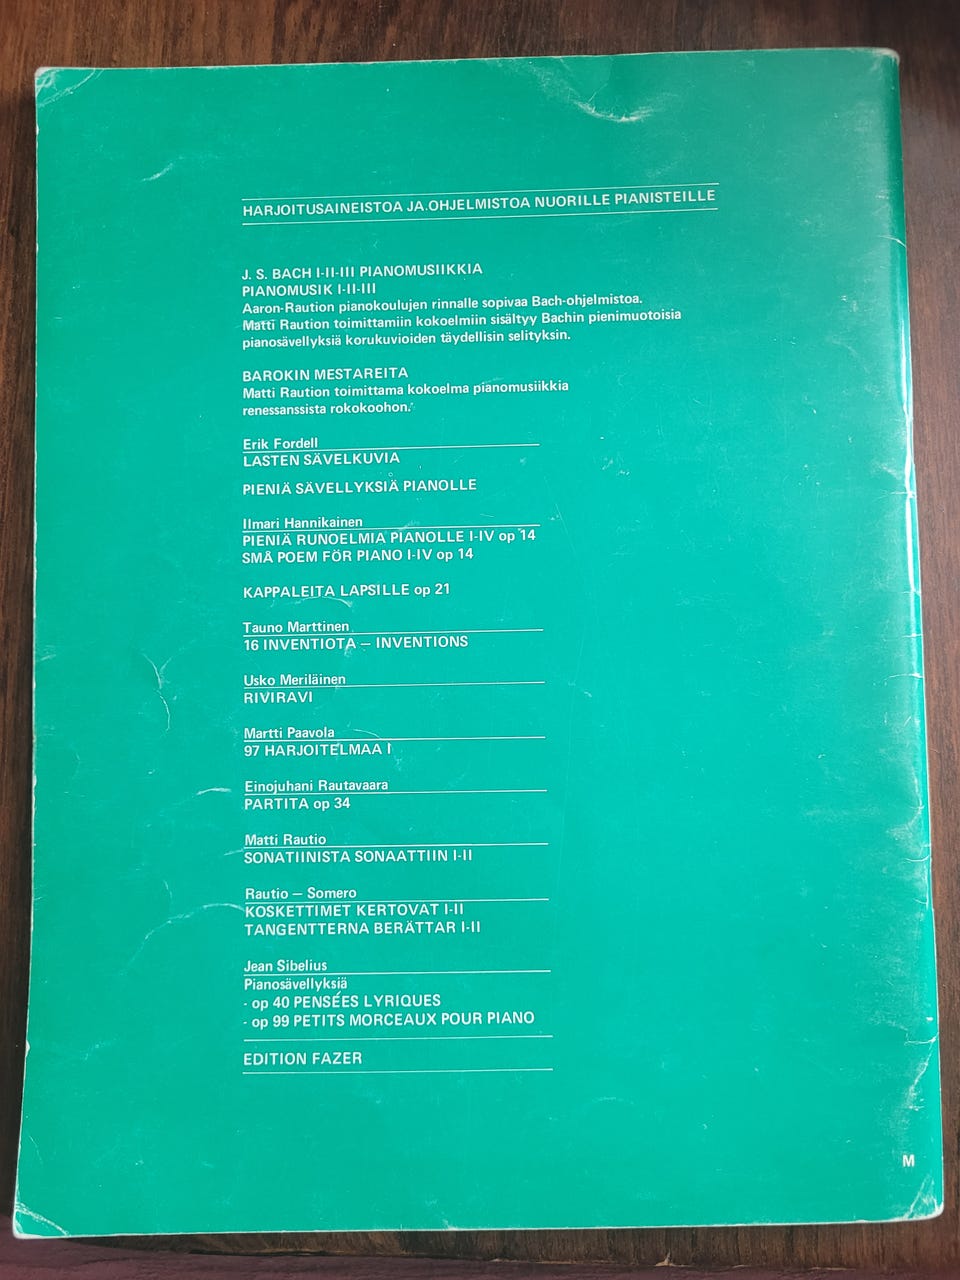 HARJOITUSAINEISTOA JA OHJELMISTOA NUORILLE PIANISTEILLE
J. S. BACH I-II-III PIANOMUSIIKKIA
PIANOMUSIK I-II-III
Aaron-Raution pianokoulujen rinnalle sopivaa Bach-ohjelmistoa.
Matti Raution toimittamiin kokoelmiin sisältyy Bachin pienimuotoisia
pianosävellyksiä korukuvioiden täydellisin selityksin.
BAROKIN MESTAREITA
Matti Raution toimittama kokoelma pianomusiikkia
renessanssista rokokoohon.
Erik Fordell
LASTEN SÄVELKUVIA
PIENIÄ SÄVELLYKSIÄ PIANOLLE
Ilmari Hannikainen
PIENIÄ RUNOELMIA PIANOLLE I-IV op 14
SMÅ POEM FÖR PIANO I-IV op 14
KAPPALEITA LAPSILLE op 21
Tauno Marttinen
16 INVENTIOTA – INVENTIONS
Usko Meriläinen
RIVIRAVI
Martti Paavola
97 HARJOITELMAA I
Einojuhani Rautavaara
PARTITA op 34
Matti Rautio
SONATIINISTA SONAATTIIN I-II
Rautio – Somero
KOSKETTIMET KERTOVAT I-II
TANGENTTERNA BERÄTTAR I-II
Jean Sibelius
Pianosävellyksiä
- op 40 PENSÉES LYRIQUES
- op 99 PETITS MORCEAUX POUR PIANO
EDITION FAZER
M